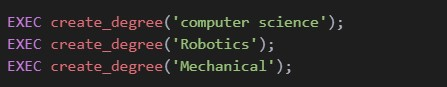 EXEC create_degree('computer science');
EXEC create_degree('Robotics');
EXEC create_degree('Mechanical');